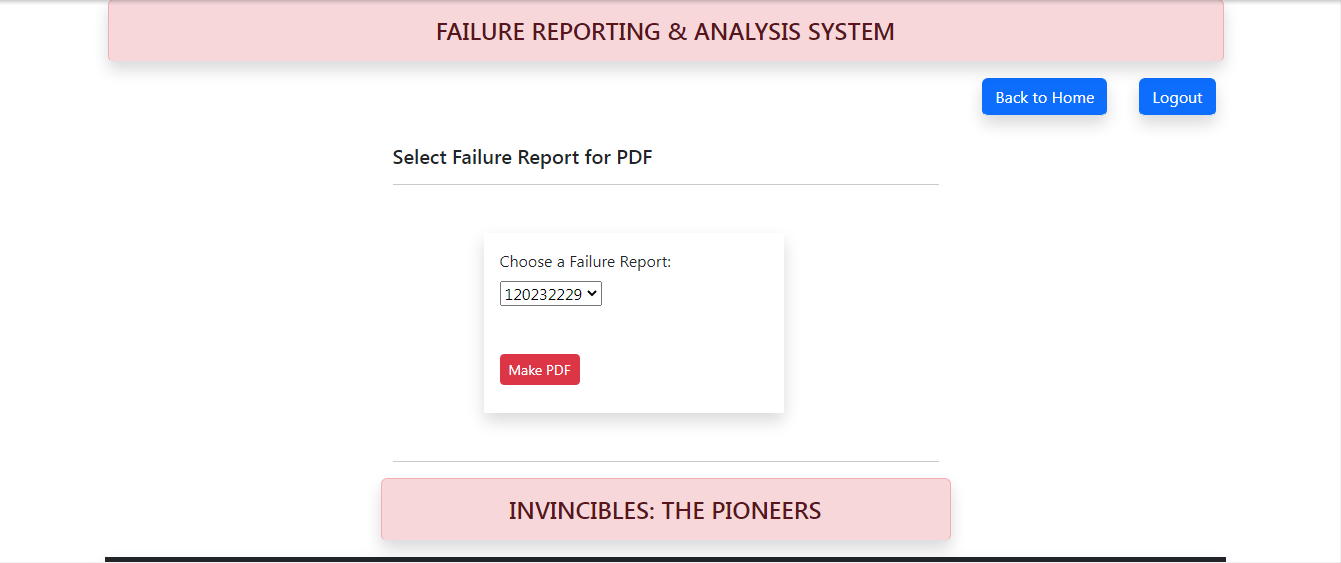 FAILURE REPORTING & ANALYSIS SYSTEM
Back to Home Logout
Select Failure Report for PDF
Choose a Failure Report:
120232229
Make PDF
INVINCIBLES: THE PIONEERS